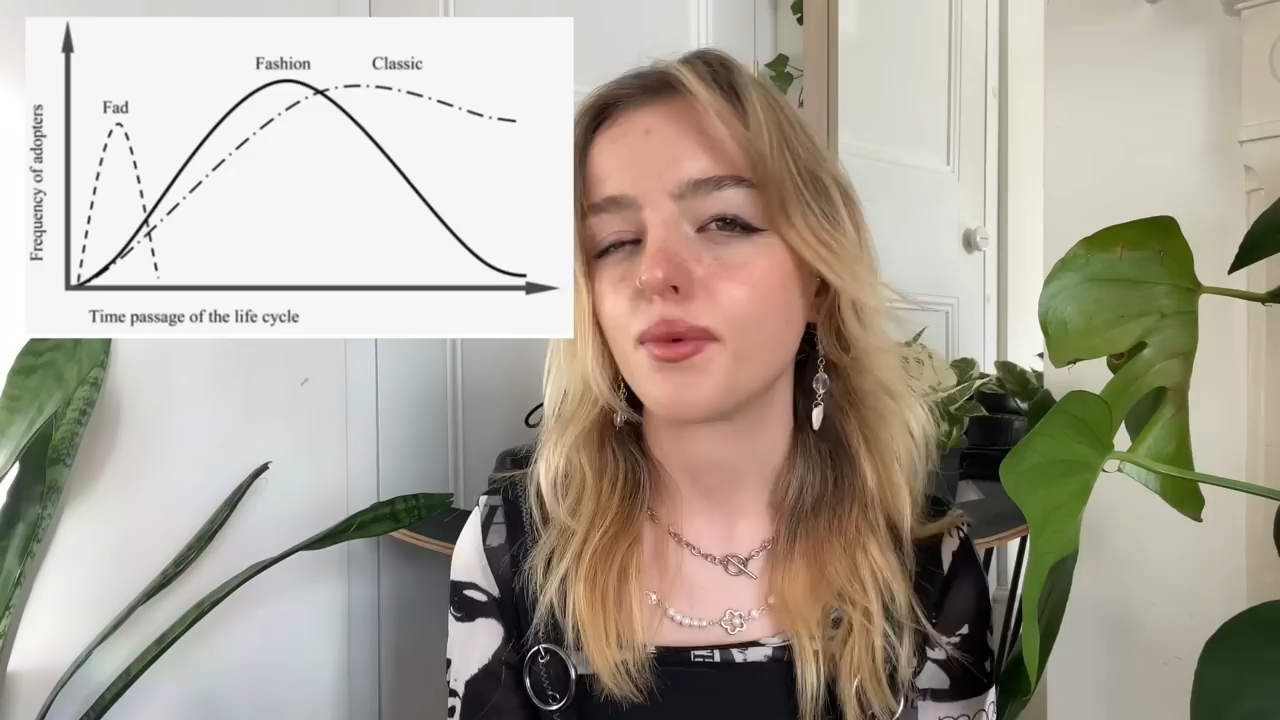 Fashion
Classic
Fad
Frequency of adopters
Time passage of the life cycle